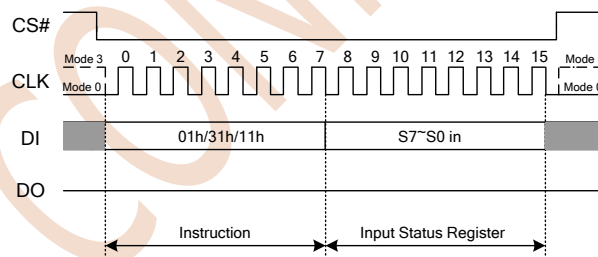 CS#
Mode 3 0 1 2 3 4 5 6 7 8 9 10 11 12 13 14 15 Mode
CLK
Mode 0 Mode
DI 01h/31h/11h S7~S0 in
DO
Instruction Input Status Register